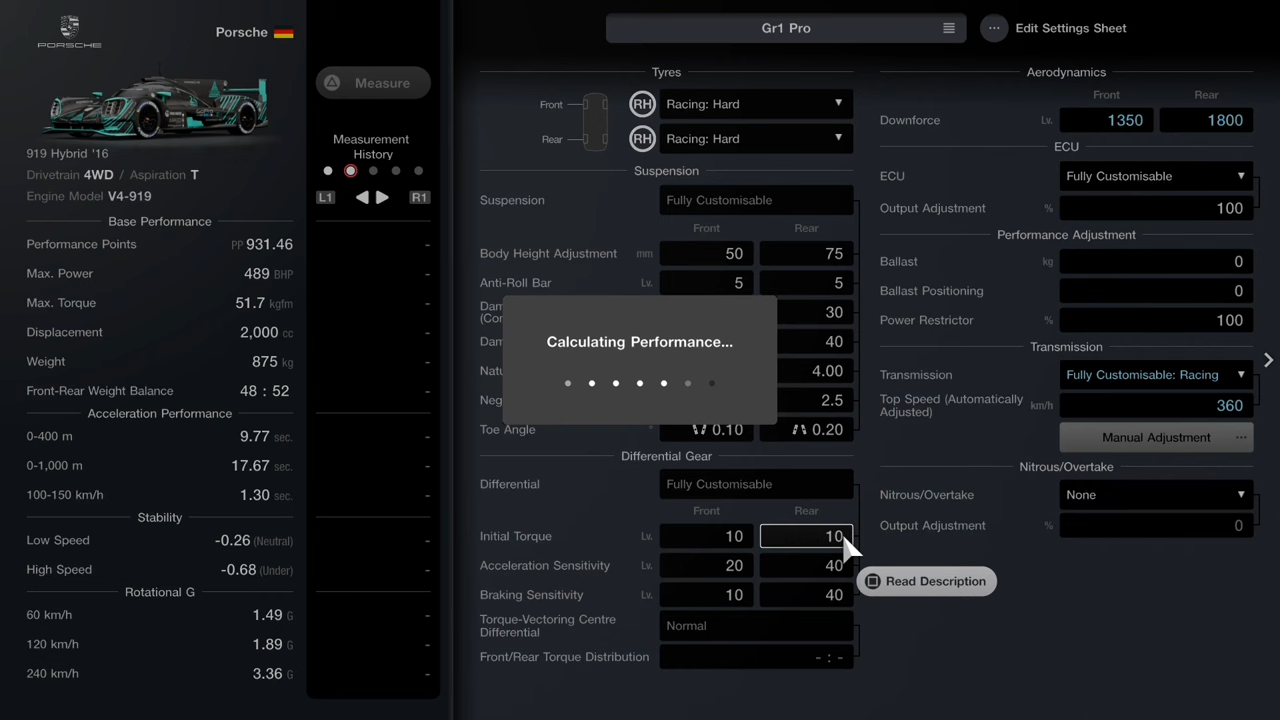 PORSCHE
Porsche
919 Hybrid '16
Drivetrain 4WD / Aspiration T
Engine Model V4-919
Base Performance
Performance Points PP 931.46
Max. Power 489 BHP
Max. Torque 51.7 kgfm
Displacement 2,000 cc
Weight 875 kg
Front-Rear Weight Balance 48 : 52
Acceleration Performance
0-400 m 9.77 sec.
0-1,000 m 17.67 sec.
100-150 km/h 1.30 sec.
Stability
Low Speed -0.26 (Neutral)
High Speed -0.68 (Under)
Rotational G
60 km/h 1.49 G
120 km/h 1.89 G
240 km/h 3.36 G
Measure
Measurement
History
L1 R1
-
-
-
-
-
-
-
-
-
-
-
-
-
-
Gr1 Pro
Edit Settings Sheet
Tyres
Front RH Racing: Hard
Rear RH Racing: Hard
Suspension
Suspension Fully Customisable
Front Rear
Body Height Adjustment mm 50 75
Anti-Roll Bar Lv. 5 5
Dam
(Con 30
Dam 40
Natu 4.00
Neg 2.5
Toe Angle ° 0.10 0.20
Calculating Performance...
Differential Gear
Differential Fully Customisable
Front Rear
Initial Torque Lv. 10 10
Acceleration Sensitivity Lv. 20 40
Braking Sensitivity Lv. 10 40
Torque-Vectoring Centre
Differential Normal
Front/Rear Torque Distribution - : -
Read Description
Aerodynamics
Front Rear
Downforce Lv. 1350 1800
ECU
ECU Fully Customisable
Output Adjustment % 100
Performance Adjustment
Ballast kg 0
Ballast Positioning 0
Power Restrictor % 100
Transmission
Transmission Fully Customisable: Racing
Top Speed (Automatically
Adjusted) km/h 360
Manual Adjustment ...
Nitrous/Overtake
Nitrous/Overtake None
Output Adjustment % 0